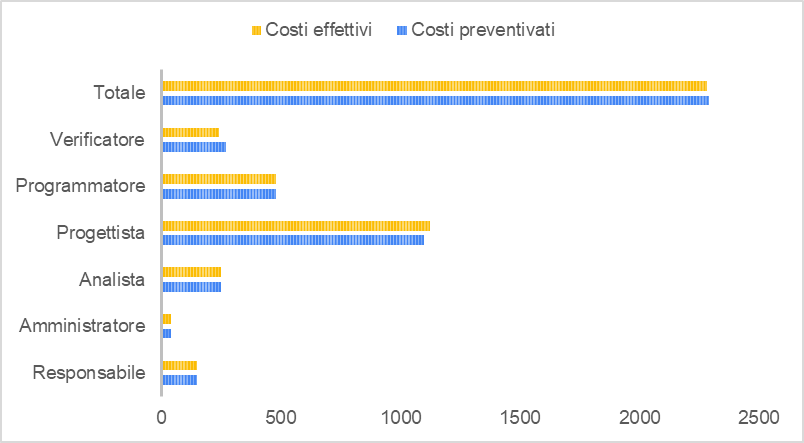 Costi effettivi Costi preventivati
Totale
Verificatore
Programmatore
Progettista
Analista
Amministratore
Responsabile
0 500 1000 1500 2000 2500